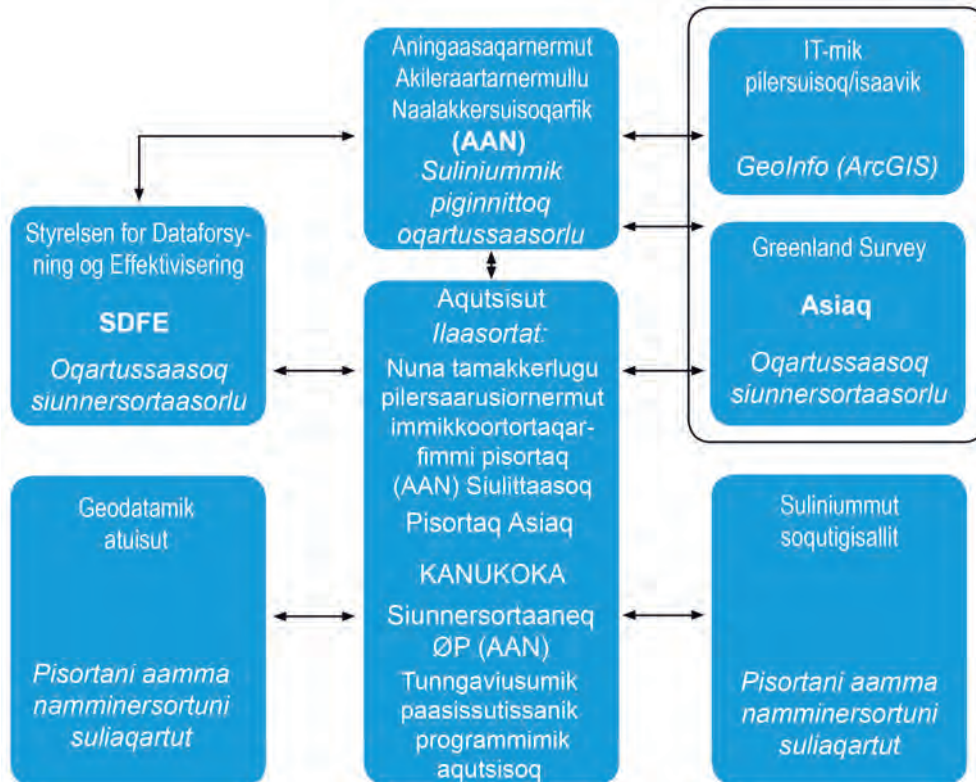 Aningaasaqarnermut
Akileraartarnermullu
Naalakkersuisoqarfik
(AAN)
Suliniummik
piginnittoq
oqartussaasorlu
IT-mik
pilersuisoq/isaavik
GeoInfo (ArcGIS)
Styrelsen for Dataforsy-
ning og Effektivisering
SDFE
Oqartussaasoq
siunnersortaasorlu
Greenland Survey
Asiaq
Oqartussaasoq
siunnersortaasorlu
Aqutsisut
Ilaasortat:
Nuna tamakkerlugu
pilersaarusiornermut
immikkoortortaqar-
fimmi pisortaq
(AAN) Siulittaasoq
Pisortaq Asiaq
KANUKOKA
Siunnersortaaneq
ØP (AAN)
Tunngaviusumik
paasissutissanik
programmimik
aqutsisoq
Geodatamik
atuisut
Pisortani aamma
namminersortuni
suliaqartut
Suliniummut
soqutigisallit
Pisortani aamma
namminersortuni
suliaqartut